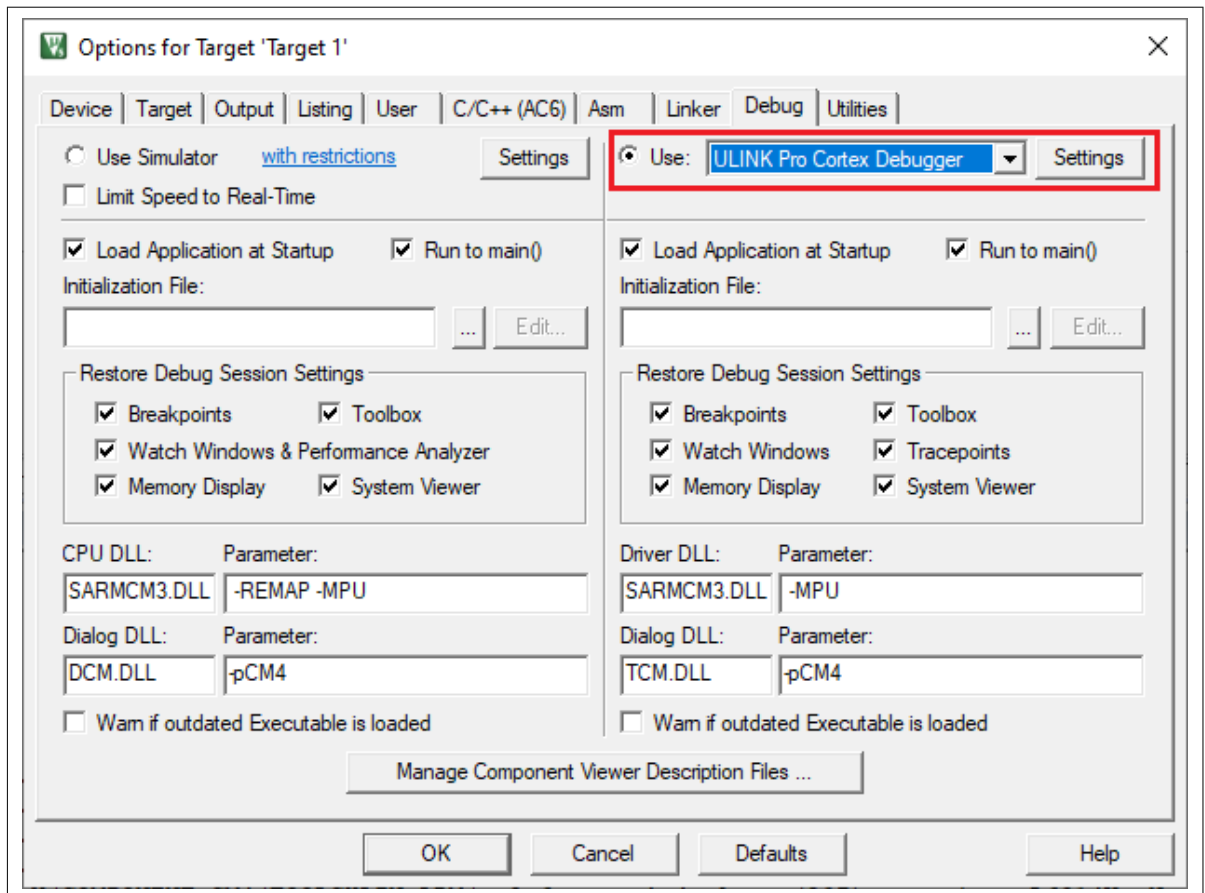 Options for Target 'Target 1'
Device Target Output Listing User C/C++ (AC6) Asm Linker Debug Utilities
Use Simulator with restrictions Settings Use: ULINK Pro Cortex Debugger Settings
Limit Speed to Real-Time
Load Application at Startup Run to main() Load Application at Startup Run to main()
Initialization File: Initialization File:
... Edit... ... Edit...
Restore Debug Session Settings Restore Debug Session Settings
Breakpoints Toolbox Breakpoints Toolbox
Watch Windows & Performance Analyzer Watch Windows Tracepoints
Memory Display System Viewer Memory Display System Viewer
CPU DLL: Parameter: Driver DLL: Parameter:
SARMCM3.DLL -REMAP -MPU SARMCM3.DLL -MPU
Dialog DLL: Parameter: Dialog DLL: Parameter:
DCM.DLL -pCM4 TCM.DLL -pCM4
Warn if outdated Executable is loaded Warn if outdated Executable is loaded
Manage Component Viewer Description Files ...
OK Cancel Defaults Help